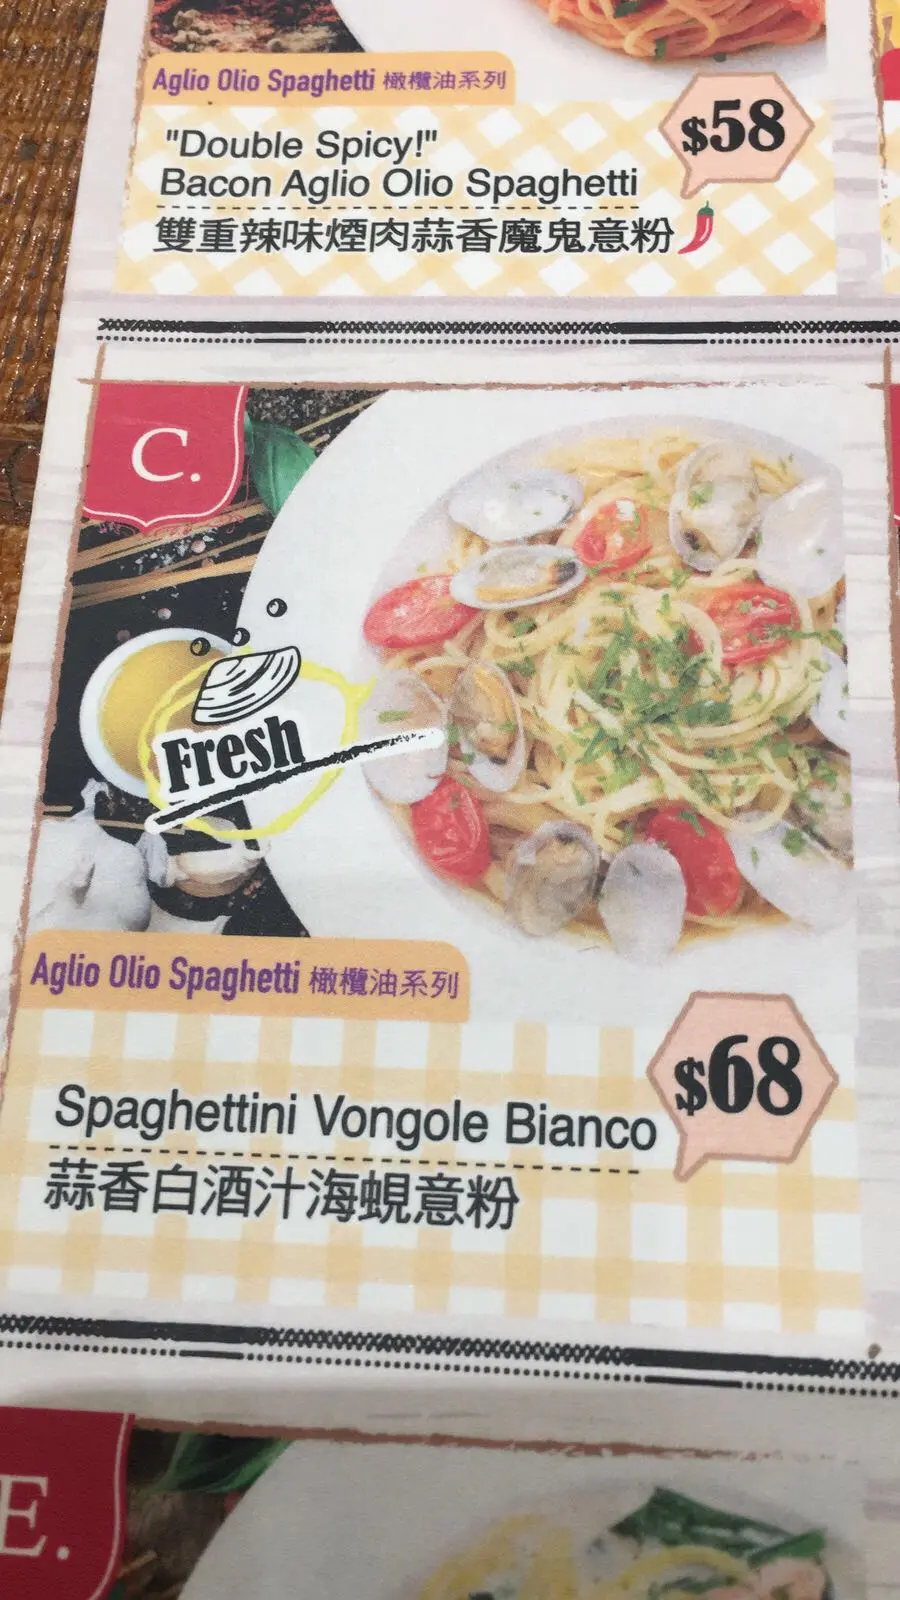 Aglio Olio Spaghetti 橄欖油系列
$58
"Double Spicy!"
Bacon Aglio Olio Spaghetti
雙重辣味煙肉蒜香魔鬼意粉
C.
Fresh
Aglio Olio Spaghetti 橄欖油系列
$68
Spaghettini Vongole Bianco
蒜香白酒汁海蜆意粉
E.